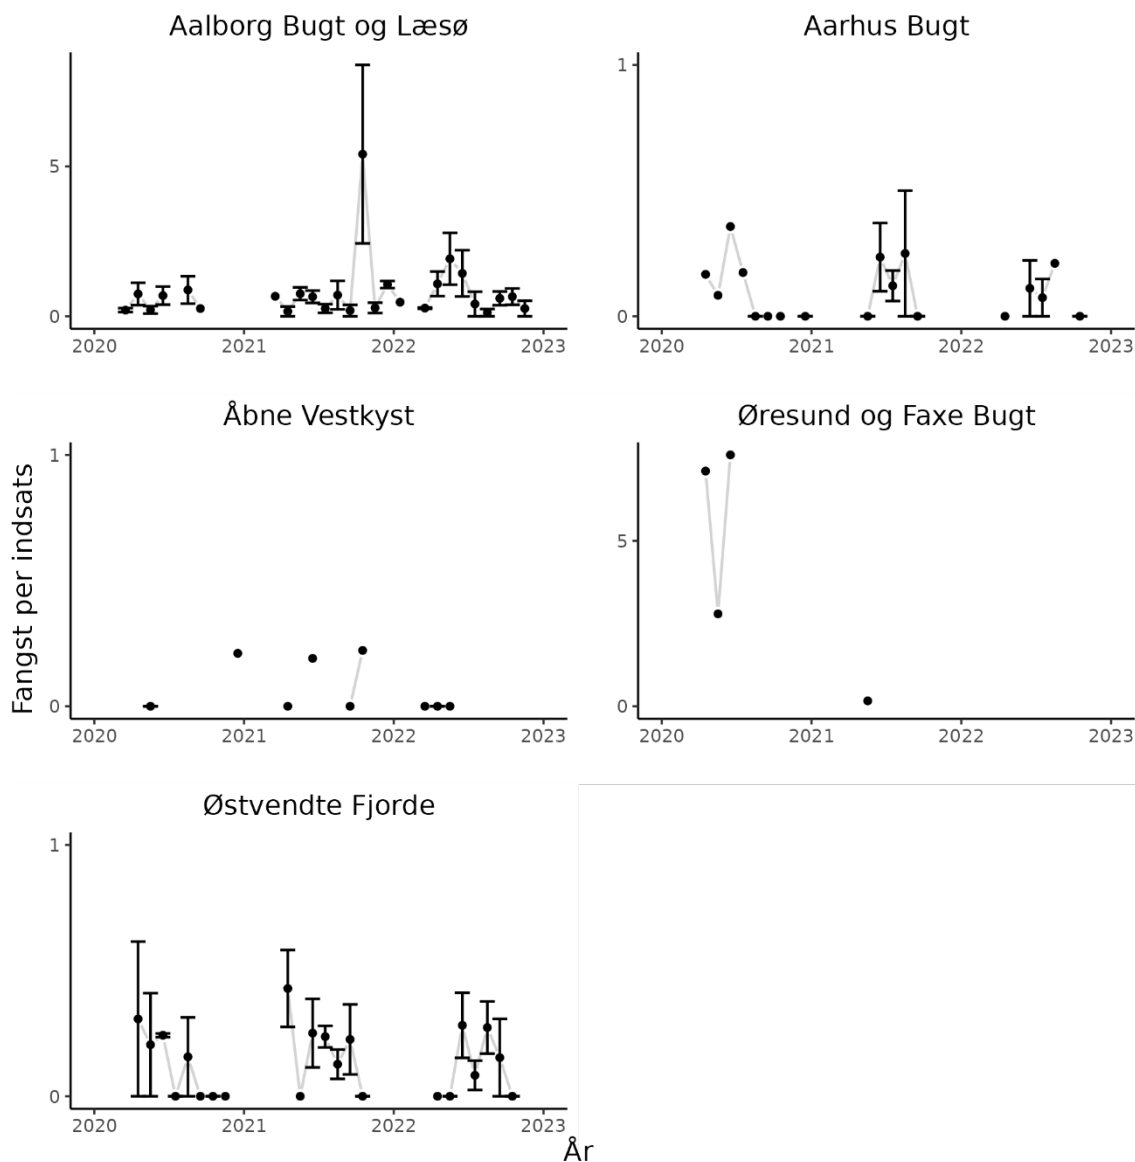 Aalborg Bugt og Læsø
5
0
2020 2021 2022 2023
Aarhus Bugt
1
0
2020 2021 2022 2023
Åbne Vestkyst
1
0
2020 2021 2022 2023
Øresund og Faxe Bugt
5
0
2020 2021 2022 2023
Østvendte Fjorde
1
0
2020 2021 2022 2023
Fangst per indsats
År